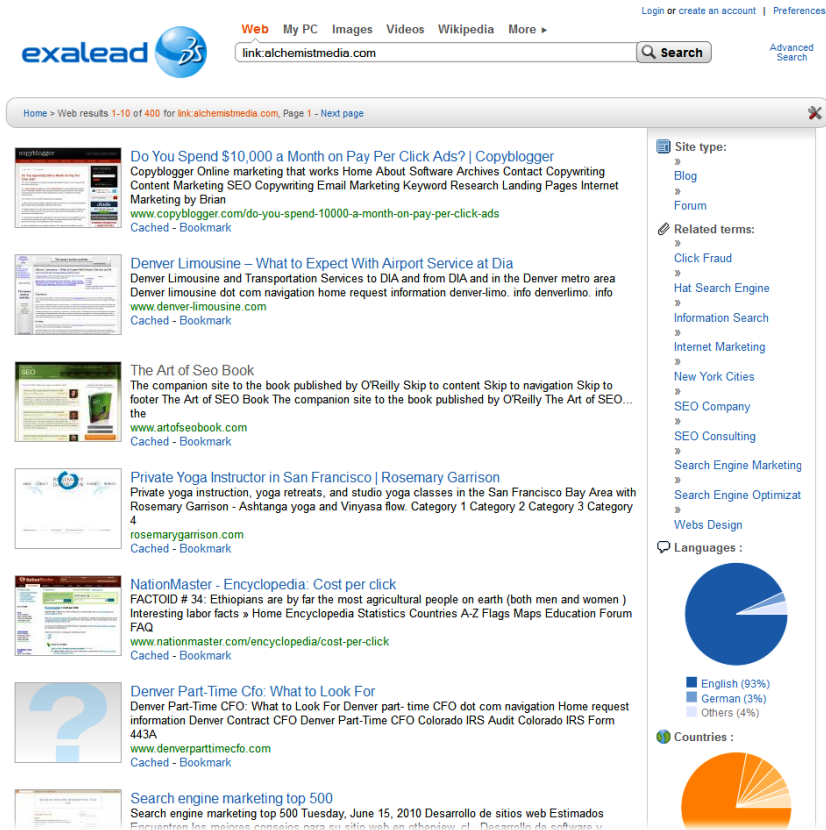 Login or create an account | Preferences
Web My PC Images Videos Wikipedia More ▸
exalead
link:alchemistmedia.com
Search
Advanced
Search
Home > Web results 1-10 of 400 for link:alchemistmedia.com, Page 1 - Next page
Do You Spend $10,000 a Month on Pay Per Click Ads? | Copyblogger
Copyblogger Online marketing that works Home About Software Archives Contact Copywriting
Content Marketing SEO Copywriting Email Marketing Keyword Research Landing Pages Internet
Marketing by Brian
www.copyblogger.com/do-you-spend-10000-a-month-on-pay-per-click-ads
Cached - Bookmark
Denver Limousine – What to Expect With Airport Service at Dia
Denver Limousine and Transportation Services to DIA and from DIA and in the Denver metro area
Denver limousine dot com navigation home request information denver-limo. info denverlimo. info
www.denver-limousine.com
Cached - Bookmark
SEO
The Art of Seo Book
The companion site to the book published by O'Reilly Skip to content Skip to navigation Skip to
footer The Art of SEO Book The companion site to the book published by O'Reilly The Art of SEO...
the
www.artofseobook.com
Cached - Bookmark
Private Yoga Instructor in San Francisco | Rosemary Garrison
Private yoga instruction, yoga retreats, and studio yoga classes in the San Francisco Bay Area with
Rosemary Garrison - Ashtanga yoga and Vinyasa flow. Category 1 Category 2 Category 3 Category
4
rosemarygarrison.com
Cached - Bookmark
NationMaster
NationMaster - Encyclopedia: Cost per click
FACTOID # 34: Ethiopians are by far the most agricultural people on earth (both men and women )
Interesting labor facts » Home Encyclopedia Statistics Countries A-Z Flags Maps Education Forum
FAQ
www.nationmaster.com/encyclopedia/cost-per-click
Cached - Bookmark
?
Denver Part-Time Cfo: What to Look For
Denver Part-Time CFO: What to Look For Denver part- time CFO dot com navigation Home request
information Denver Contract CFO Denver Part-Time CFO Colorado IRS Audit Colorado IRS Form
443A
www.denverparttimecfo.com
Cached - Bookmark
Search engine marketing top 500
Search engine marketing top 500 Tuesday, June 15, 2010 Desarrollo de sitios web Estimados
Encuentren los mejores consejos para su sitio web en otherview. cl. Desarrollo de software y
Site type:
»
Blog
»
Forum
Related terms:
»
Click Fraud
»
Hat Search Engine
»
Information Search
»
Internet Marketing
»
New York Cities
»
SEO Company
»
SEO Consulting
»
Search Engine Marketing
»
Search Engine Optimizat
»
Webs Design
Languages :
English (93%)
German (3%)
Others (4%)
Countries :